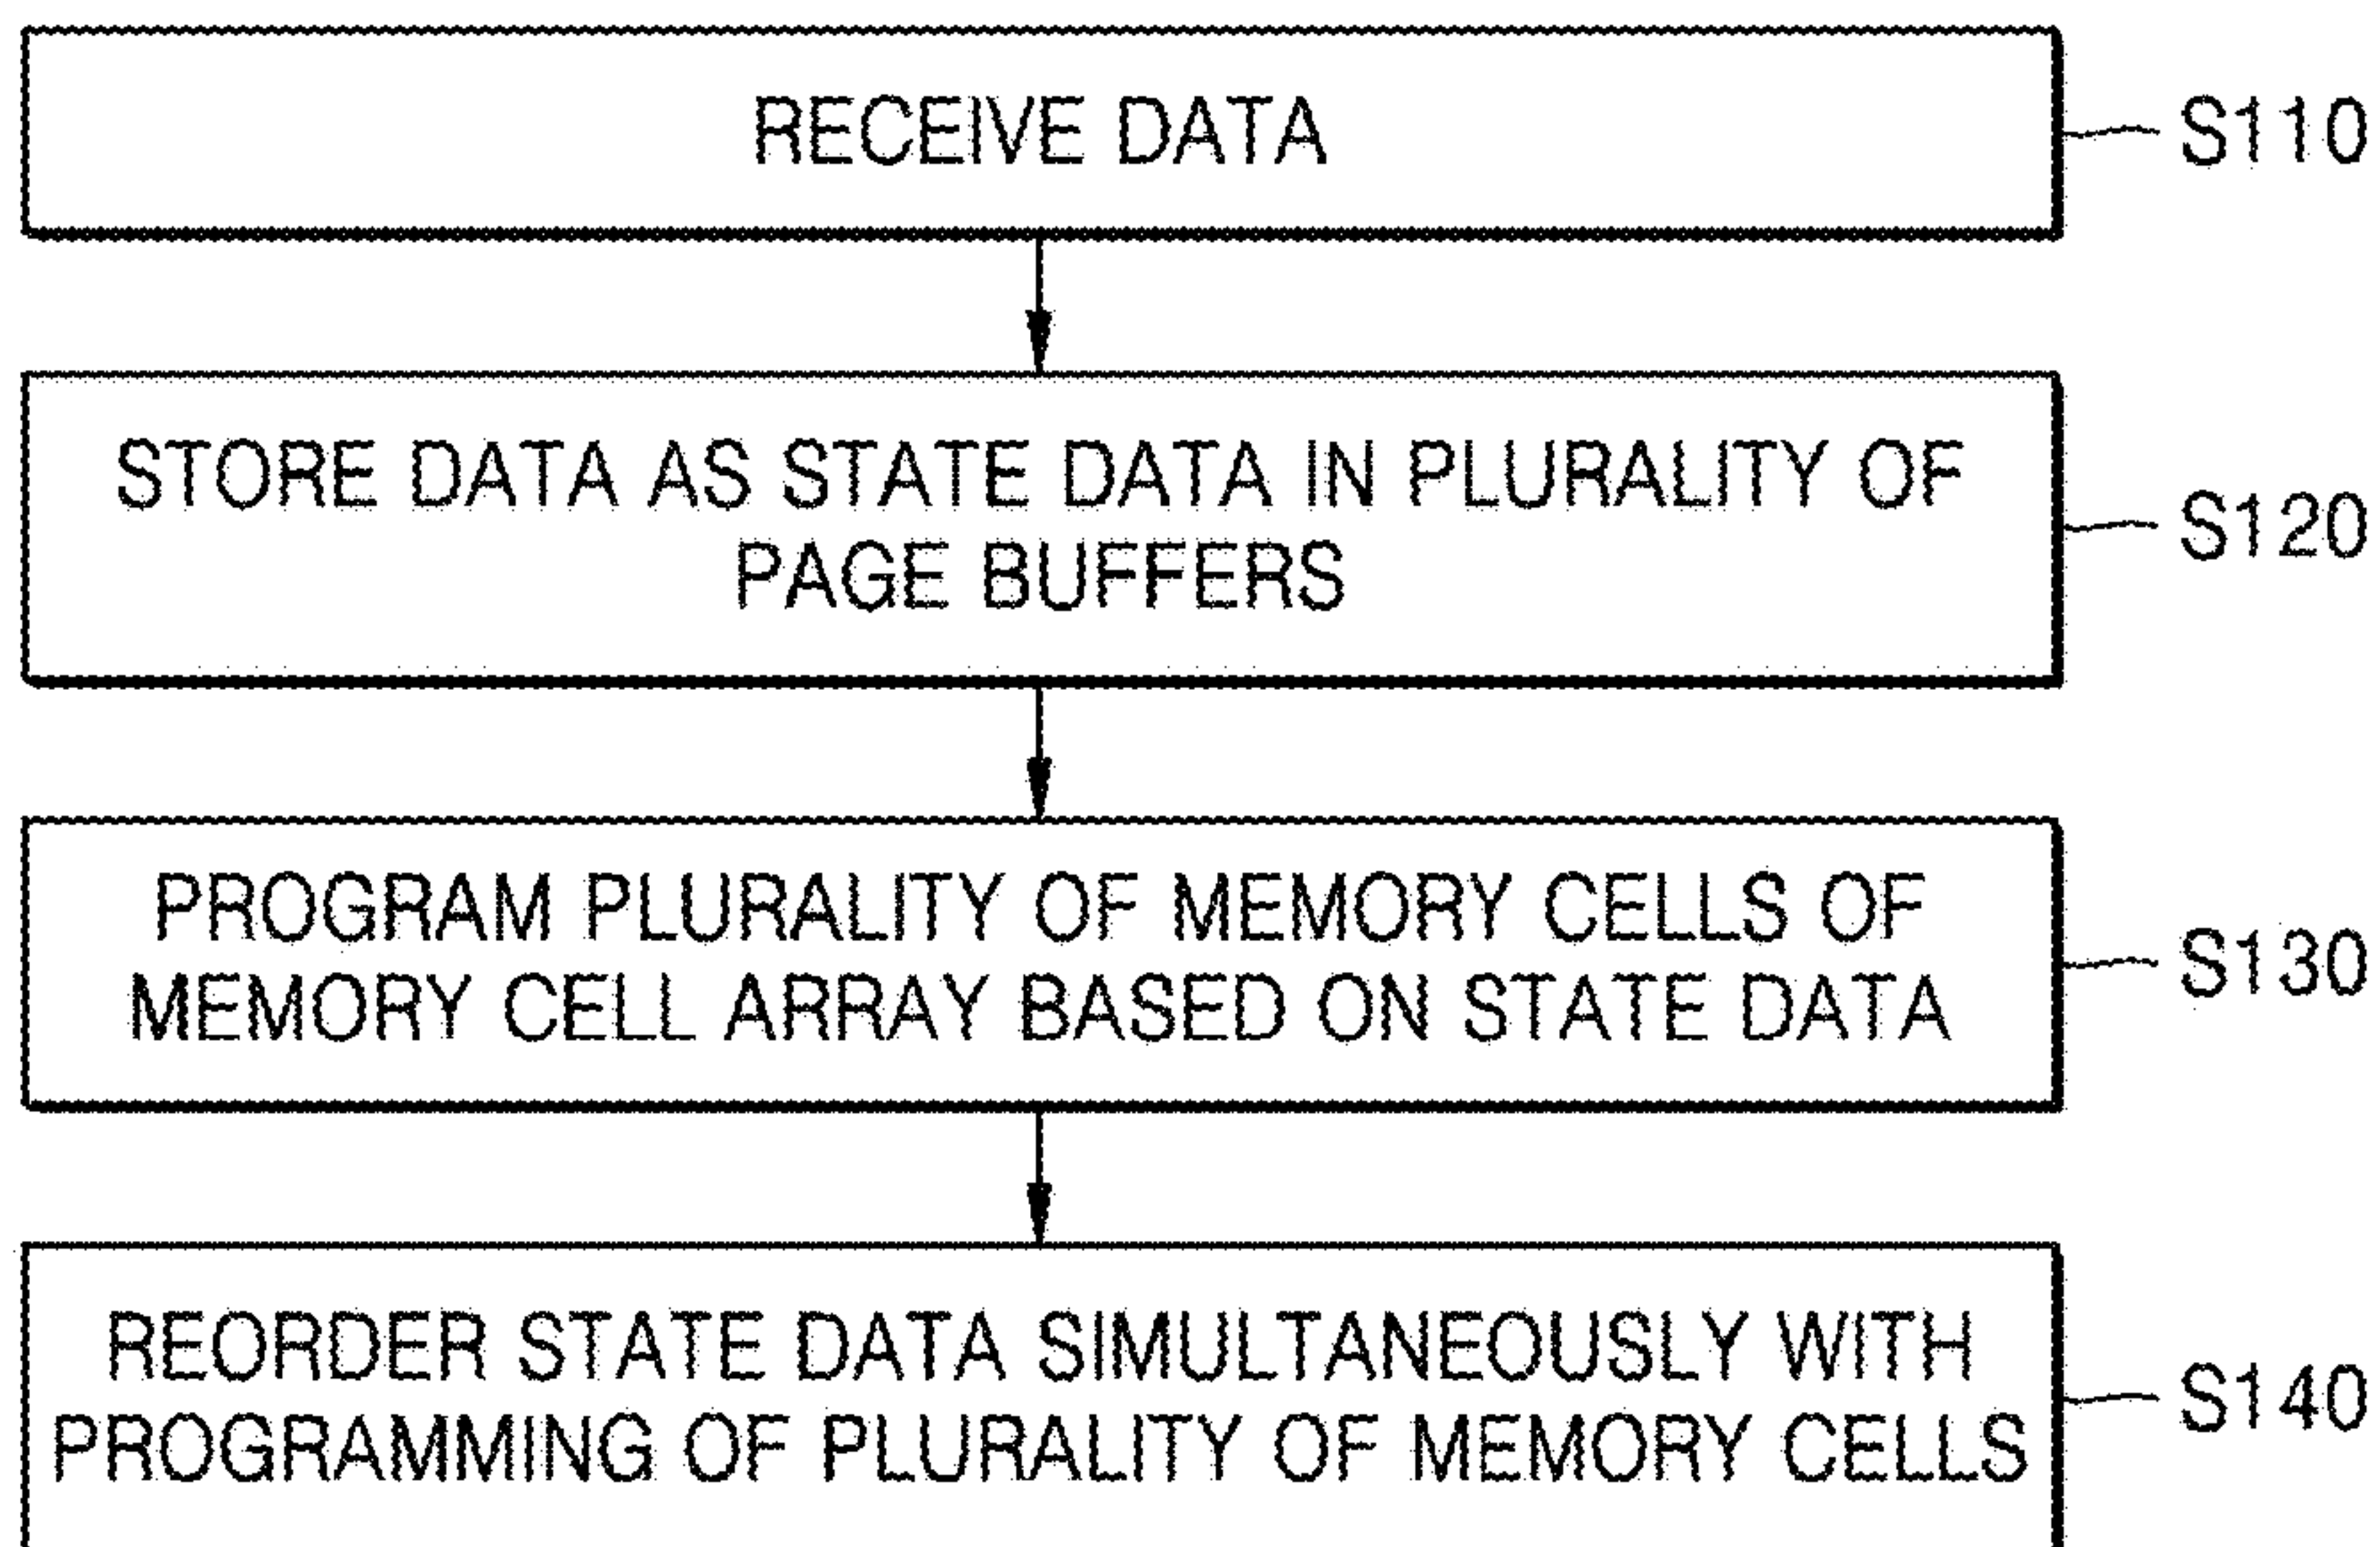 RECEIVE DATA
S110
STORE DATA AS STATE DATA IN PLURALITY OF
PAGE BUFFERS
S120
PROGRAM PLURALITY OF MEMORY CELLS OF
MEMORY CELL ARRAY BASED ON STATE DATA
S130
REORDER STATE DATA SIMULTANEOUSLY WITH
PROGRAMMING OF PLURALITY OF MEMORY CELLS
S140